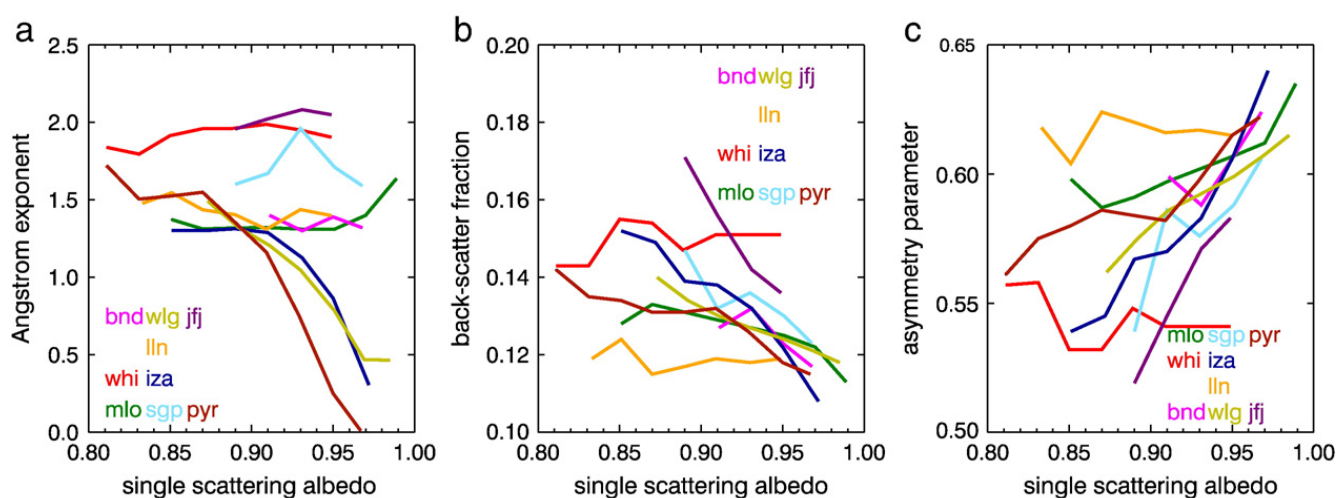 a
2.5
2.0
1.5
1.0
0.5
0.0
Angstrom exponent
bnd wlg jfj
lln
whi iza
mlo sgp pyr
0.80 0.85 0.90 0.95 1.00
single scattering albedo
b
0.20
0.18
0.16
0.14
0.12
0.10
back-scatter fraction
bnd wlg jfj
lln
whi iza
mlo sgp pyr
0.80 0.85 0.90 0.95 1.00
single scattering albedo
c
0.65
0.60
0.55
0.50
asymmetry parameter
mlo sgp pyr
whi iza
lln
bnd wlg jfj
0.80 0.85 0.90 0.95 1.00
single scattering albedo